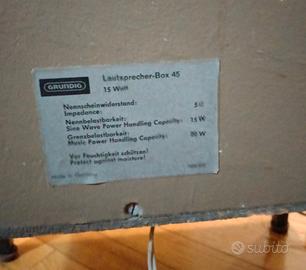 GRUNDIG
Lautsprecher-Box 45
15 Watt
Nennscheinwiderstand: 5 Ω
Impedance:
Nennbelastbarkeit: 15 W
Sine Wave Power Handling Capacity:
Grenzbelastbarkeit: W
Music Power Handling Capacity:
Vor Feuchtigkeit schützen!
Protect against moisture!
Made in Germany
subito